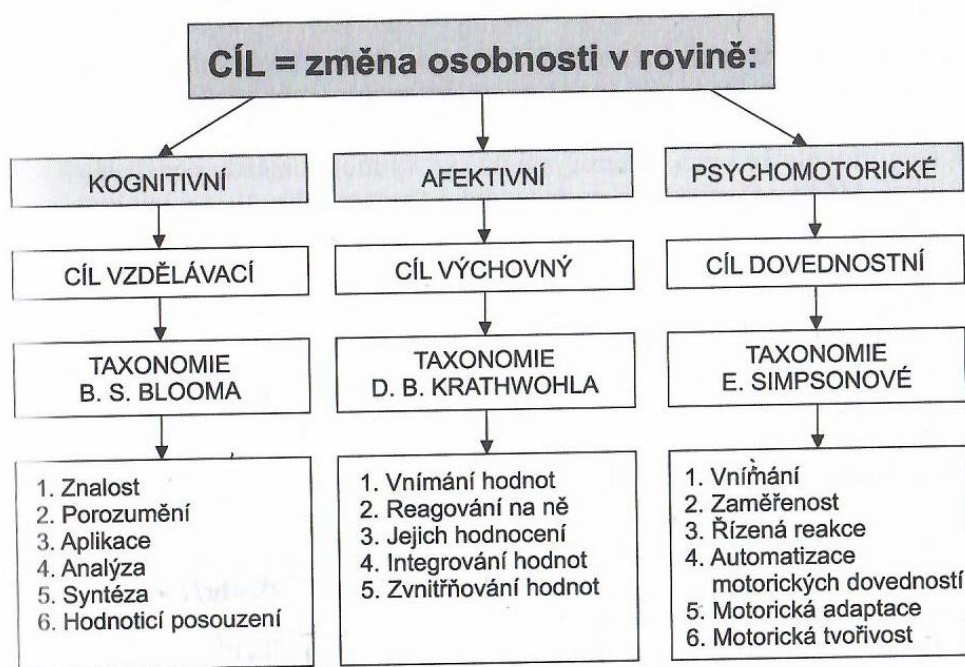 CÍL = změna osobnosti v rovině:
KOGNITIVNÍ
CÍL VZDĚLÁVACÍ
TAXONOMIE
B. S. BLOOMA
1. Znalost
2. Porozumění
3. Aplikace
4. Analýza
5. Syntéza
6. Hodnoticí posouzení
AFEKTIVNÍ
CÍL VÝCHOVNÝ
TAXONOMIE
D. B. KRATHWOHLA
1. Vnímání hodnot
2. Reagování na ně
3. Jejich hodnocení
4. Integrování hodnot
5. Zvnitřňování hodnot
PSYCHOMOTORICKÉ
CÍL DOVEDNOSTNÍ
TAXONOMIE
E. SIMPSONOVÉ
1. Vnímání
2. Zaměřenost
3. Řízená reakce
4. Automatizace
motorických dovedností
5. Motorická adaptace
6. Motorická tvořivost